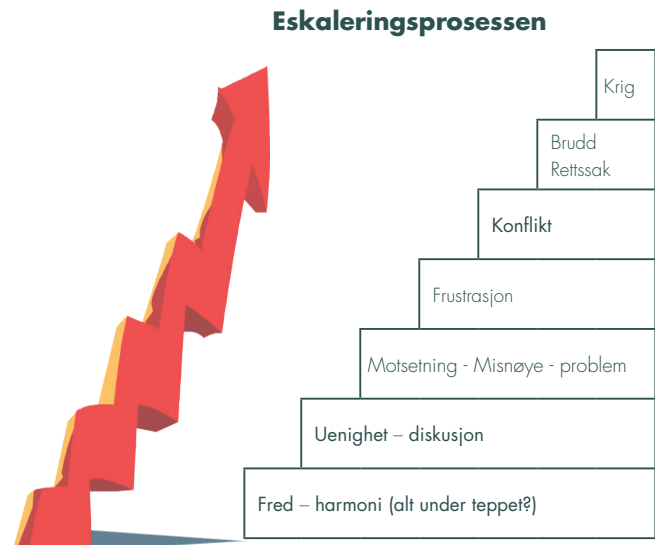 Eskaleringsprosessen
Krig
Brudd
Rettssak
Konflikt
Frustrasjon
Motsetning - Misnøye - problem
Uenighet – diskusjon
Fred – harmoni (alt under teppet?)